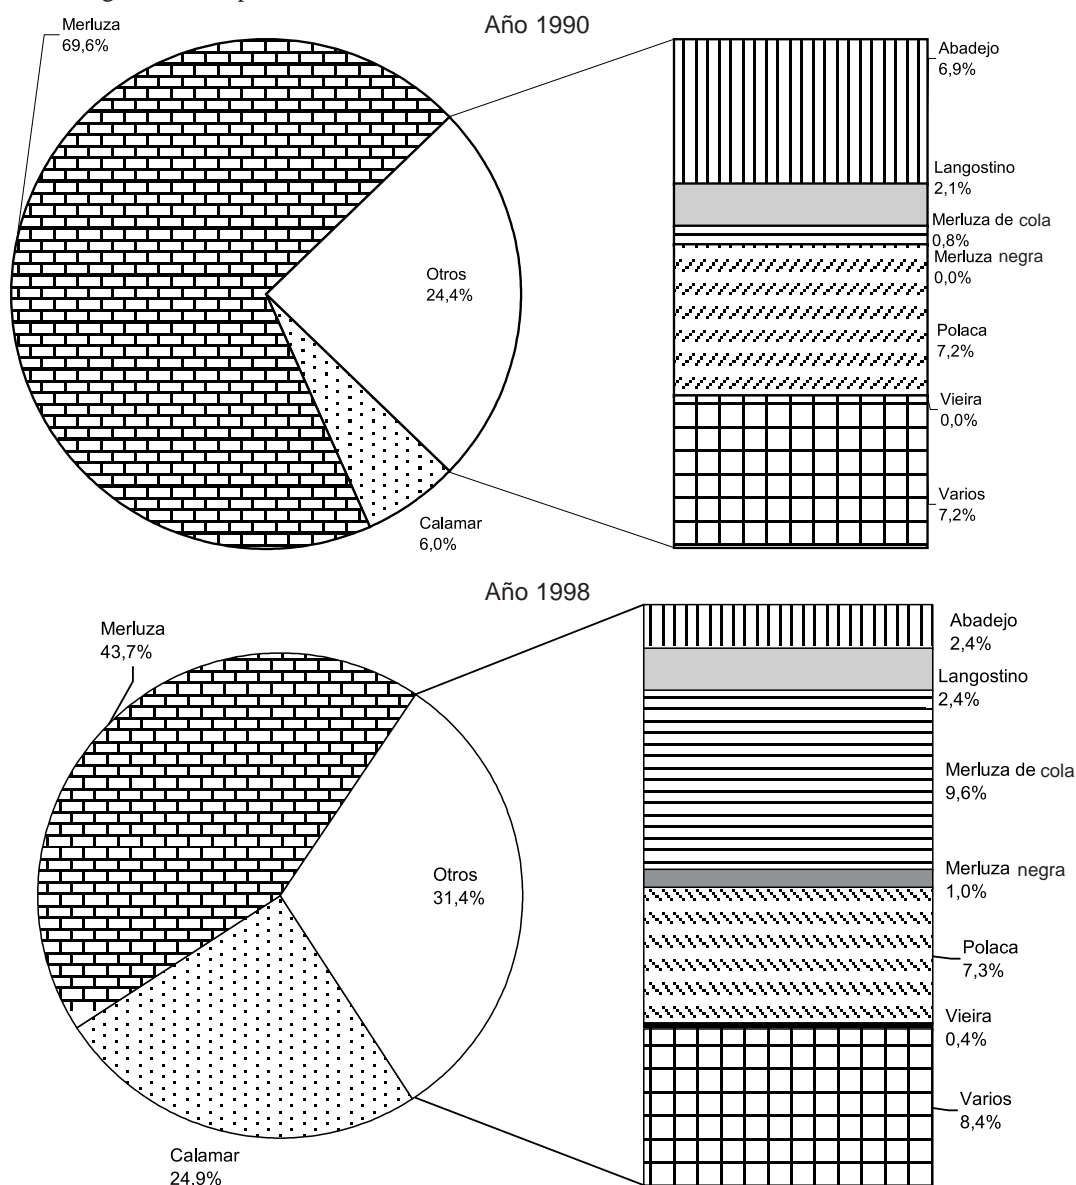 Año 1990
Merluza
69,6%
Otros
24,4%
Calamar
6,0%
Abadejo
6,9%
Langostino
2,1%
Merluza de cola
0,8%
Merluza negra
0,0%
Polaca
7,2%
Vieira
0,0%
Varios
7,2%
Año 1998
Merluza
43,7%
Otros
31,4%
Calamar
24,9%
Abadejo
2,4%
Langostino
2,4%
Merluza de cola
9,6%
Merluza negra
1,0%
Polaca
7,3%
Vieira
0,4%
Varios
8,4%